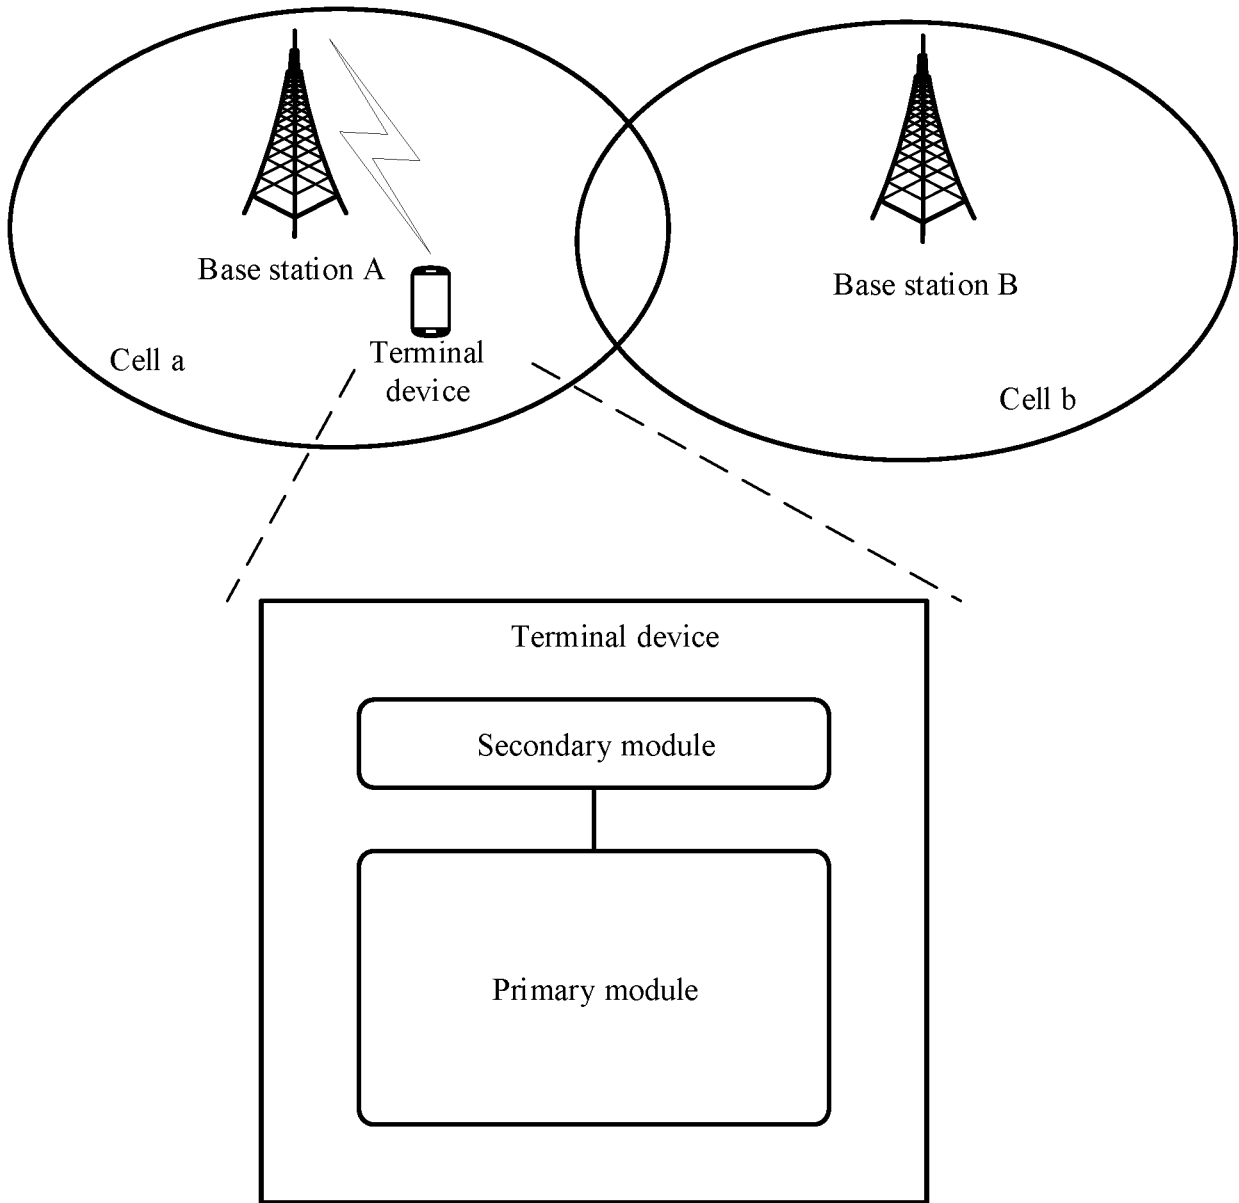 Base station A
Base station B
Cell a
Terminal
device
Cell b
Terminal device
Secondary module
Primary module